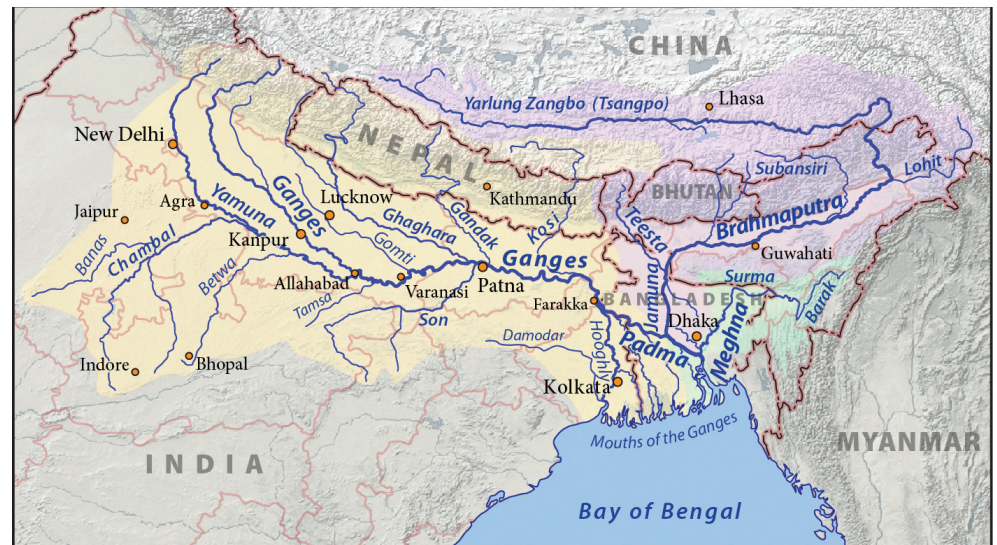 CHINA
Yarlung Zangbo (Tsangpo)
Lhasa
New Delhi
NEPAL
Subansiri
Lohit
BHUTAN
Kathmandu
Jaipur
Agra
Yamuna
Ganges
Lucknow
Ghaghara
Gandak
Kosi
Teesta
Brahmaputra
Guwahati
Banas
Chambal
Kanpur
Gomti
Betwa
Allahabad
Varanasi
Patna
Ganges
Jamuna
Surma
Barak
Tamsa
Son
Farakka
BANGLADESH
Dhaka
Meghna
Damodar
Hooghly
Padma
Indore
Bhopal
Kolkata
Mouths of the Ganges
INDIA
MYANMAR
Bay of Bengal